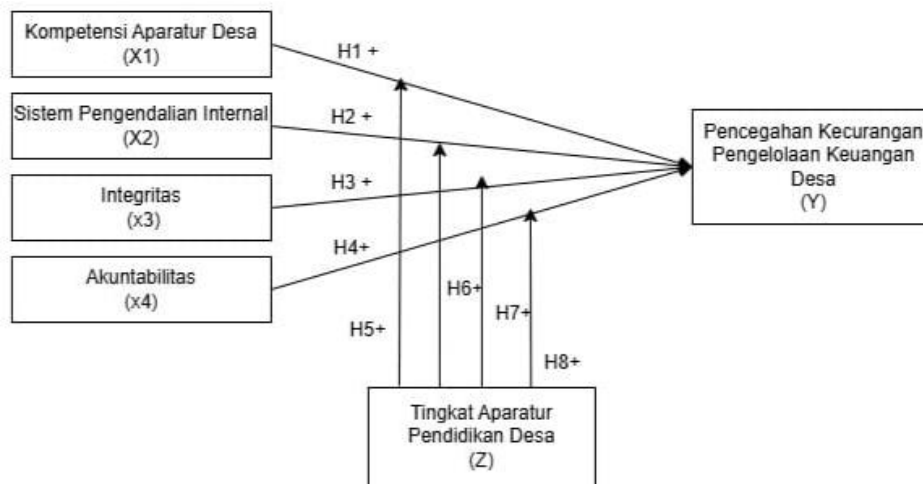 Kompetensi Aparatur Desa
(X1)
H1 +
Sistem Pengendalian Internal
(X2)
H2 +
Integritas
(x3)
H3 +
Akuntabilitas
(x4)
H4+
Pencegahan Kecurangan
Pengelolaan Keuangan
Desa
(Y)
H5+
H6+
H7+
H8+
Tingkat Aparatur
Pendidikan Desa
(Z)